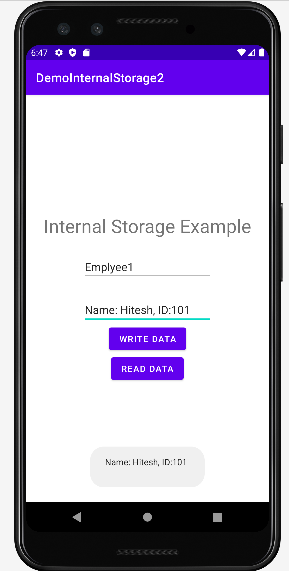 6:47
DemoInternalStorage2
Internal Storage Example
Emplyee1
Name: Hitesh, ID:101
WRITE DATA
READ DATA
Name: Hitesh, ID:101